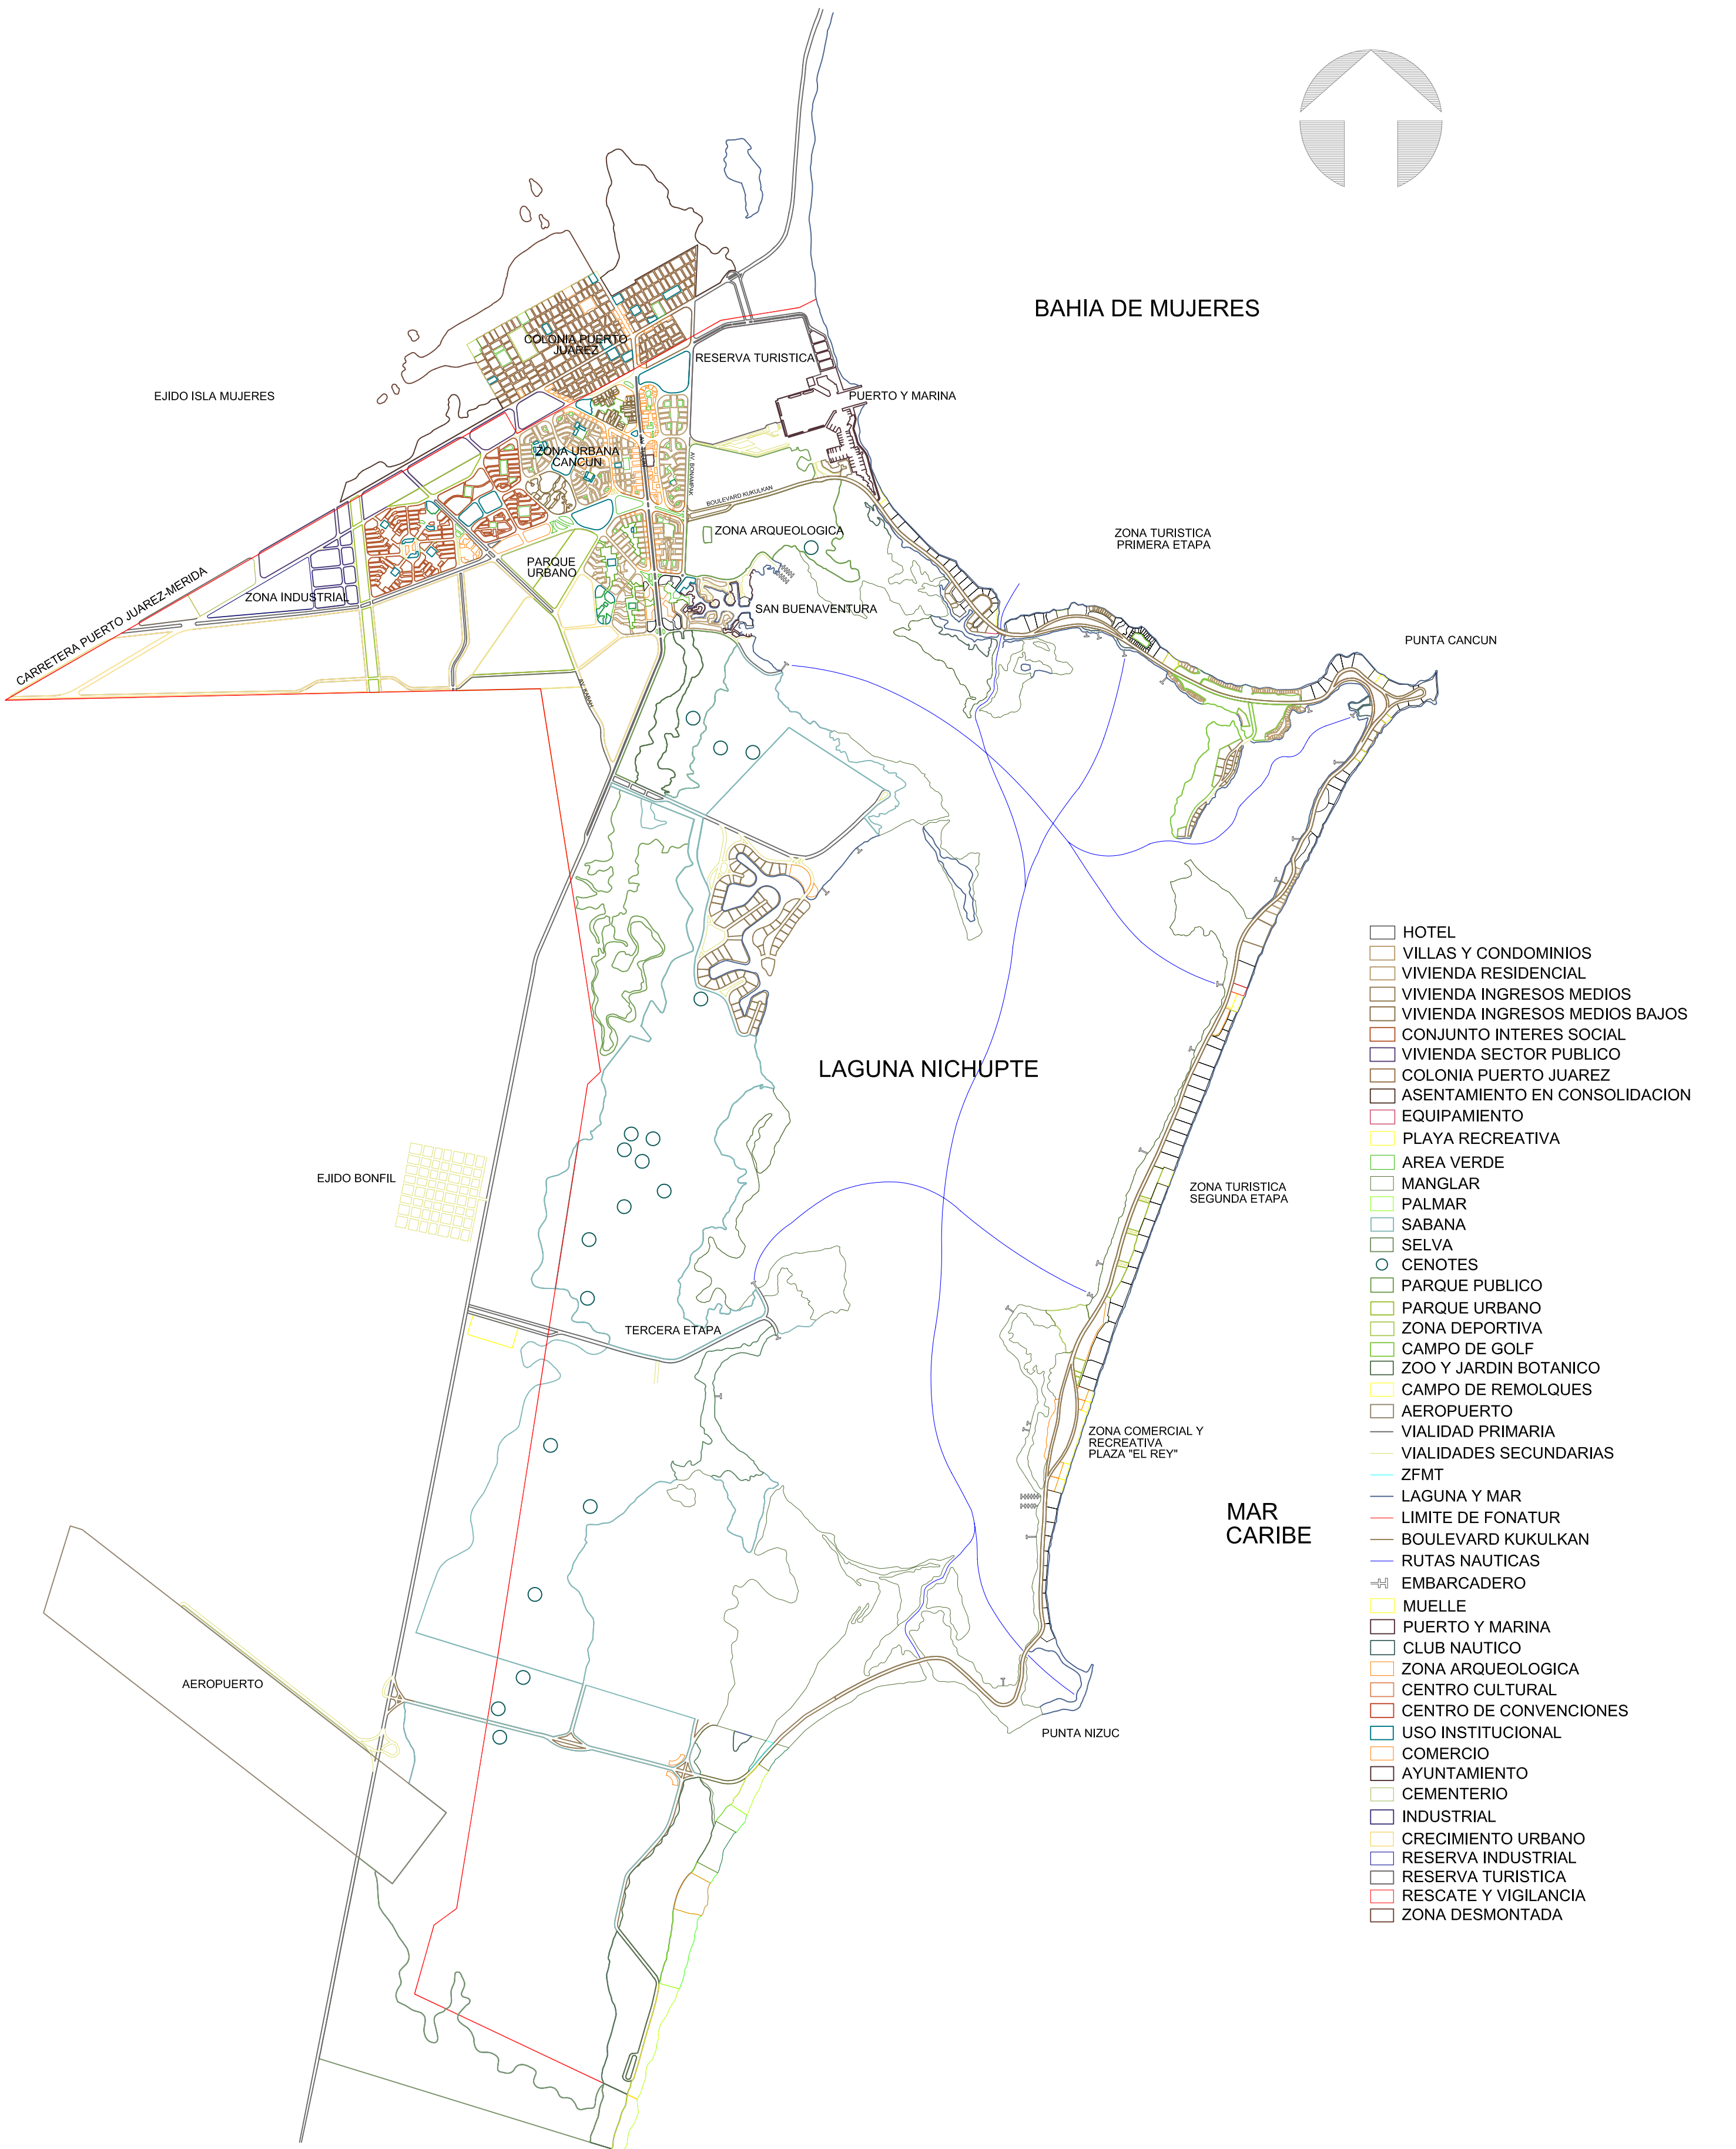 BAHIA DE MUJERES
COLONIA PUERTO
JUAREZ
RESERVA TURISTICA
EJIDO ISLA MUJERES
PUERTO Y MARINA
ZONA URBANA
CANCUN
AV. BONAMPAK
BOULEVARD KUKULKAN
ZONA ARQUEOLOGICA
ZONA TURISTICA
PRIMERA ETAPA
PARQUE
URBANO
ZONA INDUSTRIAL
SAN BUENAVENTURA
CARRETERA PUERTO JUAREZ-MERIDA
PUNTA CANCUN
AV. KABAH
LAGUNA NICHUPTE
EJIDO BONFIL
ZONA TURISTICA
SEGUNDA ETAPA
TERCERA ETAPA
ZONA COMERCIAL Y
RECREATIVA
PLAZA "EL REY"
MAR
CARIBE
AEROPUERTO
PUNTA NIZUC
HOTEL
VILLAS Y CONDOMINIOS
VIVIENDA RESIDENCIAL
VIVIENDA INGRESOS MEDIOS
VIVIENDA INGRESOS MEDIOS BAJOS
CONJUNTO INTERES SOCIAL
VIVIENDA SECTOR PUBLICO
COLONIA PUERTO JUAREZ
ASENTAMIENTO EN CONSOLIDACION
EQUIPAMIENTO
PLAYA RECREATIVA
AREA VERDE
MANGLAR
PALMAR
SABANA
SELVA
CENOTES
PARQUE PUBLICO
PARQUE URBANO
ZONA DEPORTIVA
CAMPO DE GOLF
ZOO Y JARDIN BOTANICO
CAMPO DE REMOLQUES
AEROPUERTO
VIALIDAD PRIMARIA
VIALIDADES SECUNDARIAS
ZFMT
LAGUNA Y MAR
LIMITE DE FONATUR
BOULEVARD KUKULKAN
RUTAS NAUTICAS
EMBARCADERO
MUELLE
PUERTO Y MARINA
CLUB NAUTICO
ZONA ARQUEOLOGICA
CENTRO CULTURAL
CENTRO DE CONVENCIONES
USO INSTITUCIONAL
COMERCIO
AYUNTAMIENTO
CEMENTERIO
INDUSTRIAL
CRECIMIENTO URBANO
RESERVA INDUSTRIAL
RESERVA TURISTICA
RESCATE Y VIGILANCIA
ZONA DESMONTADA